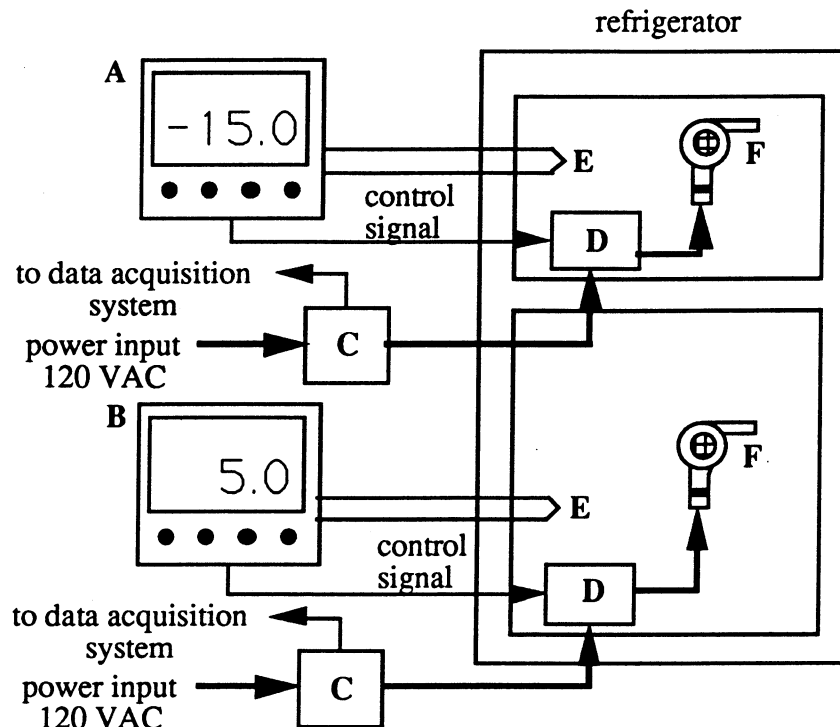 refrigerator
A
-15.0
E
F
control
signal
D
to data acquisition
system
power input
120 VAC
C
B
5.0
E
F
control
signal
D
to data acquisition
system
power input
120 VAC
C